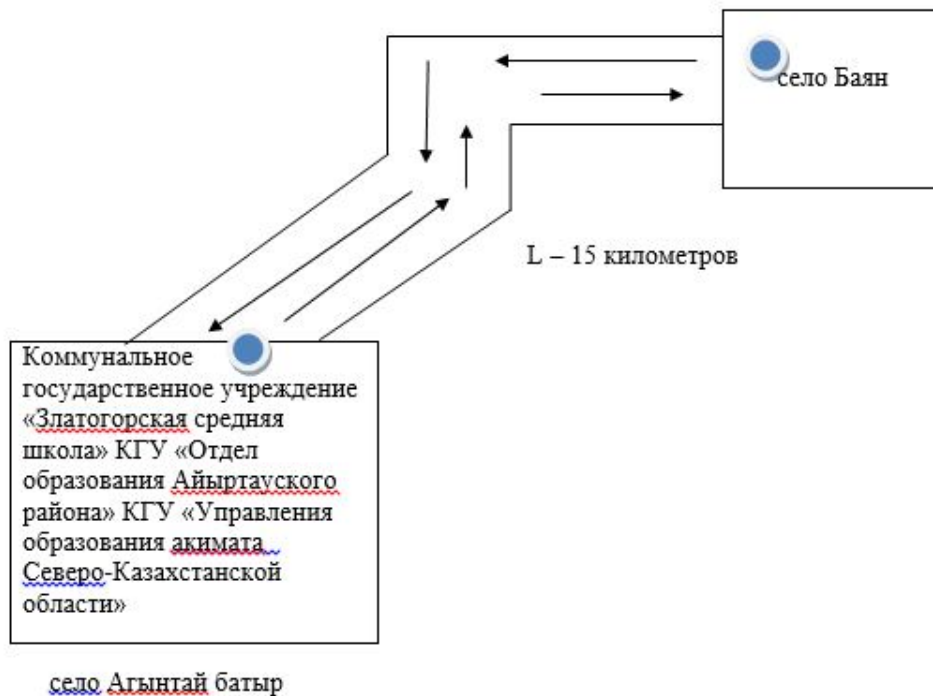 село Баян
L – 15 километров
Коммунальное
государственное учреждение
«Златогорская средняя
школа» КГУ «Отдел
образования Айыртауского
района» КГУ «Управления
образования акимата
Северо-Казахстанской
области»
село Агынтай батыр